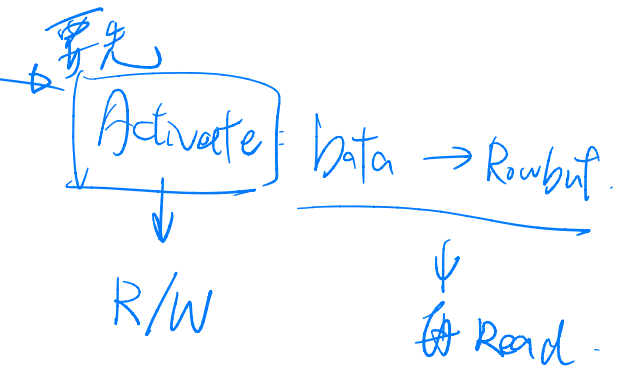 要先
Activate: Data → Rowbuf.
R/W
Read.